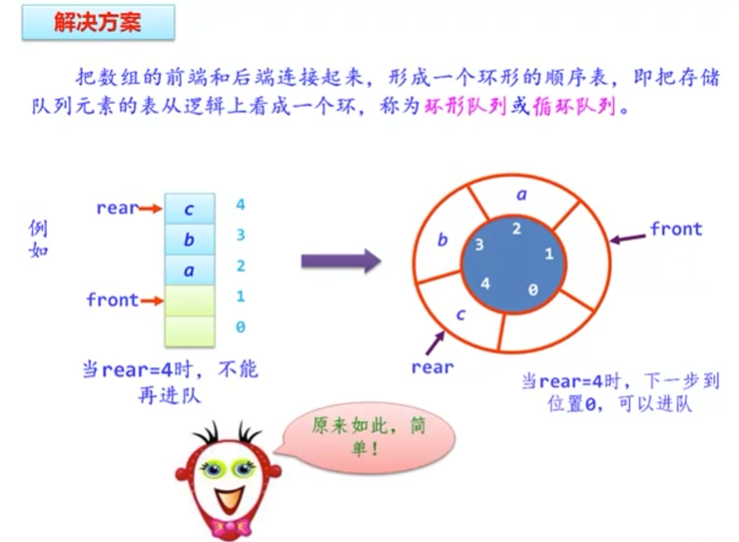 解决方案
把数组的前端和后端连接起来，形成一个环形的顺序表，即把存储
队列元素的表从逻辑上看成一个环，称为环形队列或循环队列。
例
如
rear
c
4
b
3
a
2
front
1
0
当rear=4时，不能
再进队
a
b
c
2
3
1
4
0
front
rear
当rear=4时，下一步到
位置0，可以进队
原来如此，简
单！